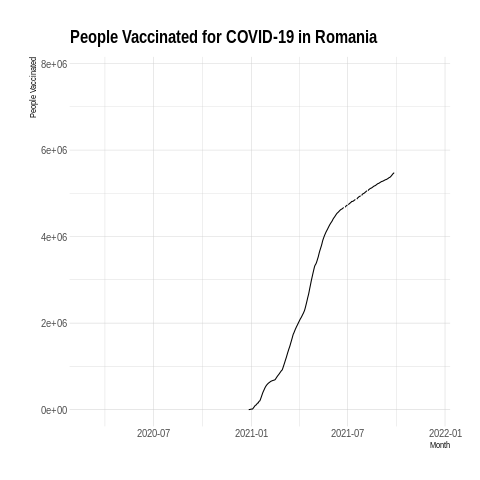 People Vaccinated for COVID-19 in Romania
People Vaccinated
8e+06
6e+06
4e+06
2e+06
0e+00
2020-07 2021-01 2021-07 2022-01
Month